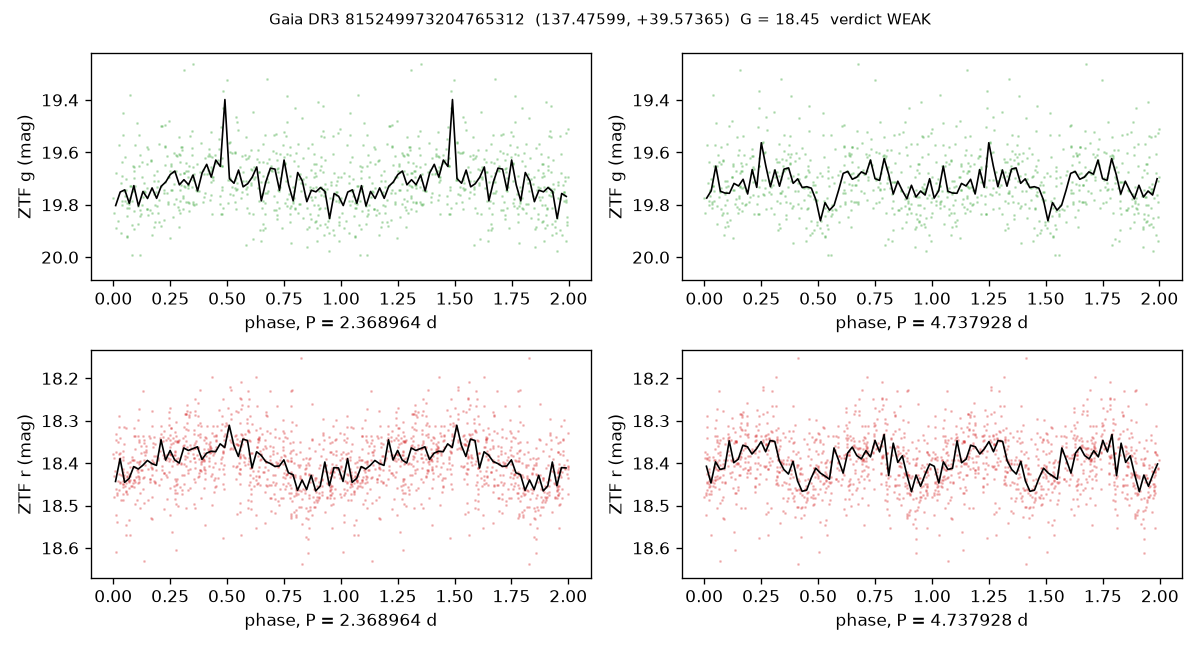 Gaia DR3 815249973204765312 (137.47599, +39.57365) G = 18.45 verdict WEAK
ZTF g (mag)
19.4
19.6
19.8
20.0
0.00 0.25 0.50 0.75 1.00 1.25 1.50 1.75 2.00
phase, P = 2.368964 d
ZTF g (mag)
19.4
19.6
19.8
20.0
0.00 0.25 0.50 0.75 1.00 1.25 1.50 1.75 2.00
phase, P = 4.737928 d
ZTF r (mag)
18.2
18.3
18.4
18.5
18.6
0.00 0.25 0.50 0.75 1.00 1.25 1.50 1.75 2.00
phase, P = 2.368964 d
ZTF r (mag)
18.2
18.3
18.4
18.5
18.6
0.00 0.25 0.50 0.75 1.00 1.25 1.50 1.75 2.00
phase, P = 4.737928 d